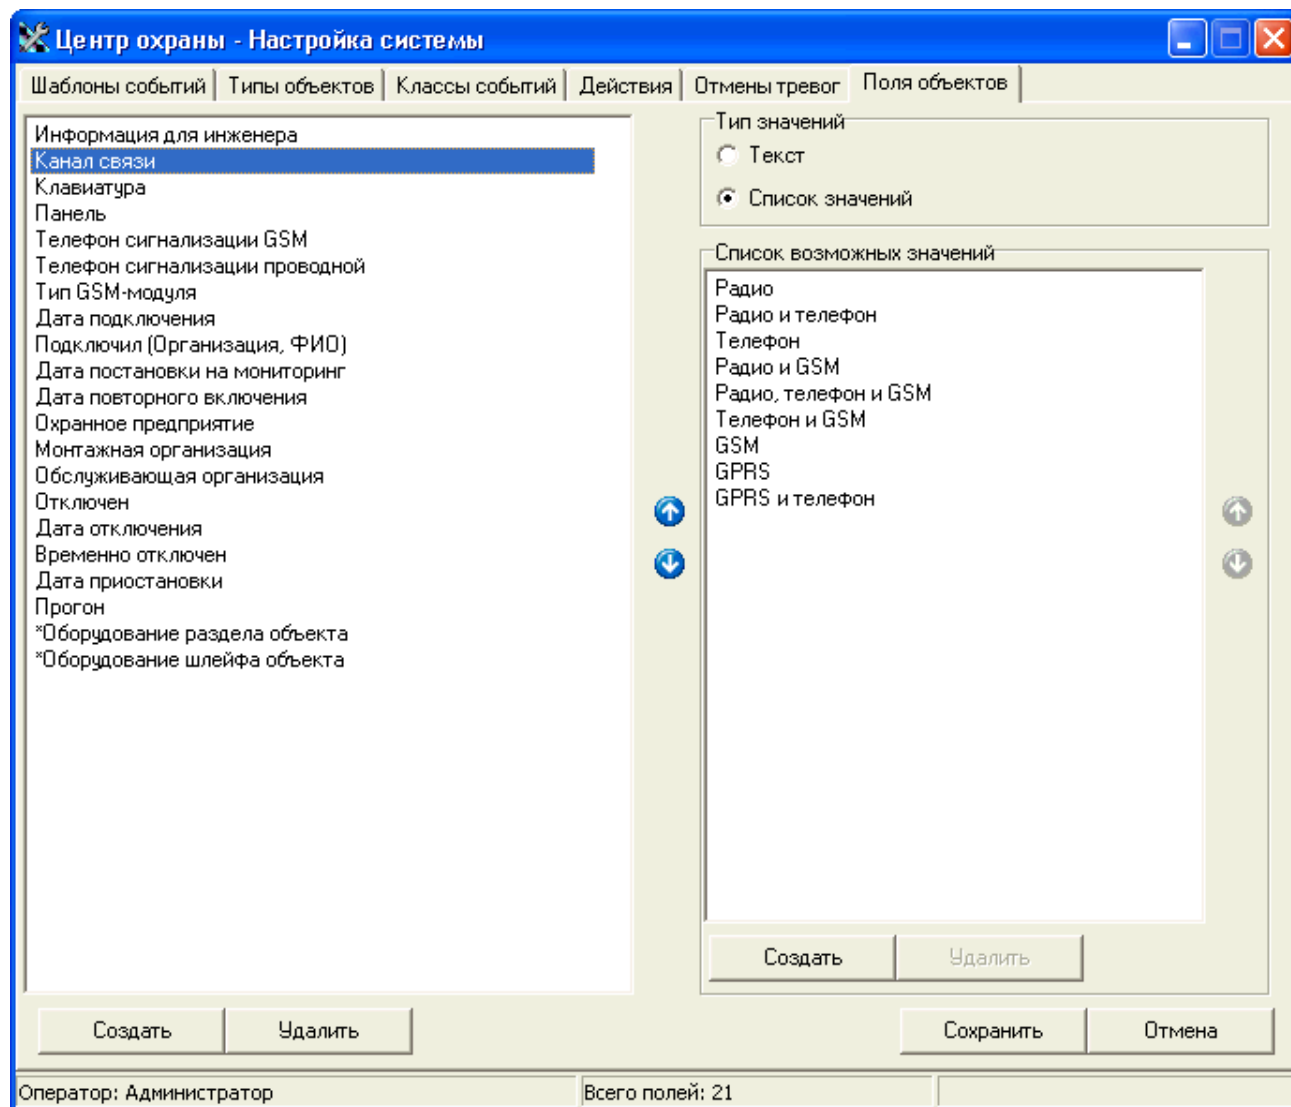 Центр охраны - Настройка системы
Шаблоны событий Типы объектов Классы событий Действия Отмены тревог Поля объектов
Информация для инженера
Канал связи
Клавиатура
Панель
Телефон сигнализации GSM
Телефон сигнализации проводной
Тип GSM-модуля
Дата подключения
Подключил (Организация, ФИО)
Дата постановки на мониторинг
Дата повторного включения
Охранное предприятие
Монтажная организация
Обслуживающая организация
Отключен
Дата отключения
Временно отключен
Дата приостановки
Прогон
*Оборудование раздела объекта
*Оборудование шлейфа объекта
Создать Удалить
Тип значений
Текст
Список значений
Список возможных значений
Радио
Радио и телефон
Телефон
Радио и GSM
Радио, телефон и GSM
Телефон и GSM
GSM
GPRS
GPRS и телефон
Создать Удалить
Сохранить Отмена
Оператор: Администратор Всего полей: 21